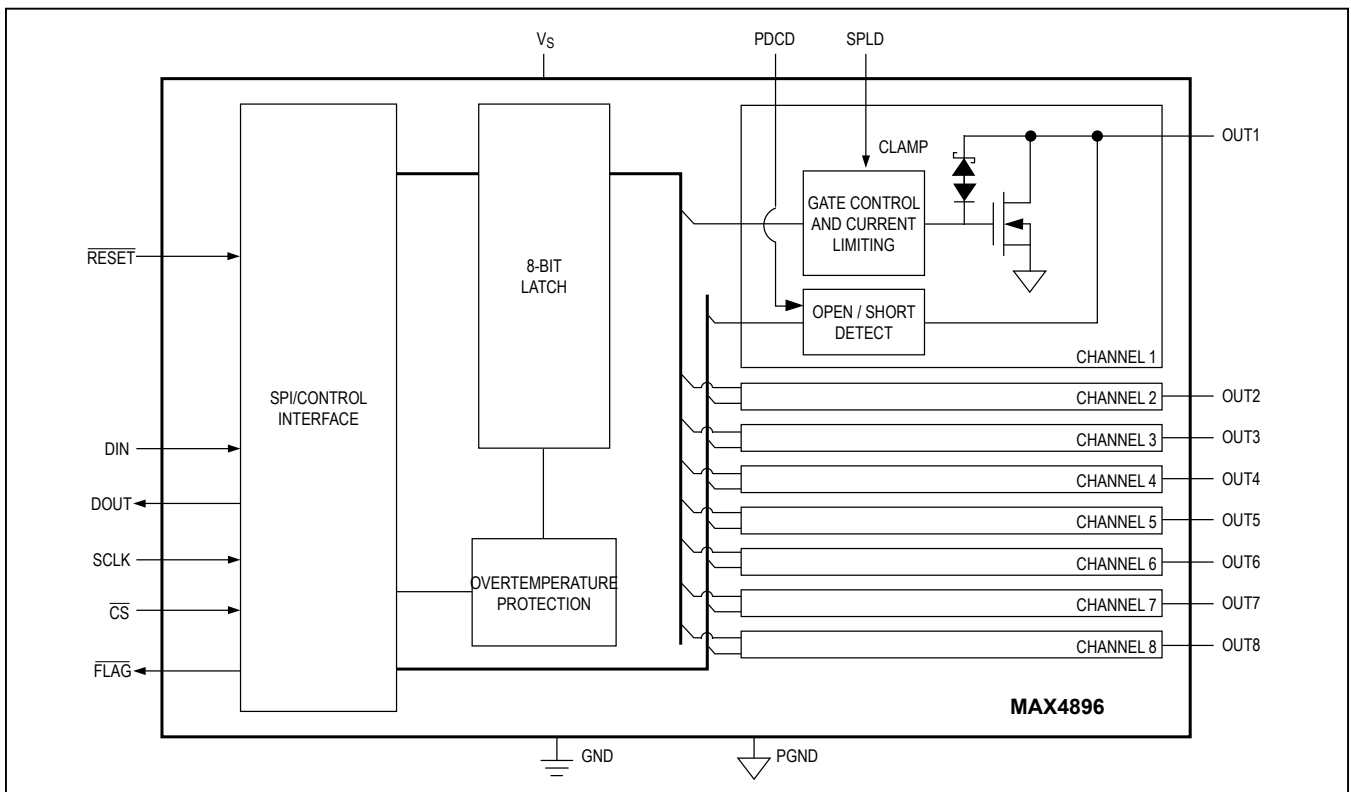 VS
PDCD
SPLD
OUT1
CLAMP
GATE CONTROL
AND CURRENT
LIMITING
RESET
8-BIT
LATCH
OPEN / SHORT
DETECT
CHANNEL 1
SPI/CONTROL
INTERFACE
CHANNEL 2
OUT2
CHANNEL 3
OUT3
DIN
CHANNEL 4
OUT4
DOUT
CHANNEL 5
OUT5
SCLK
OVERTEMPERATURE
PROTECTION
CHANNEL 6
OUT6
CS
CHANNEL 7
OUT7
CHANNEL 8
OUT8
FLAG
MAX4896
GND
PGND